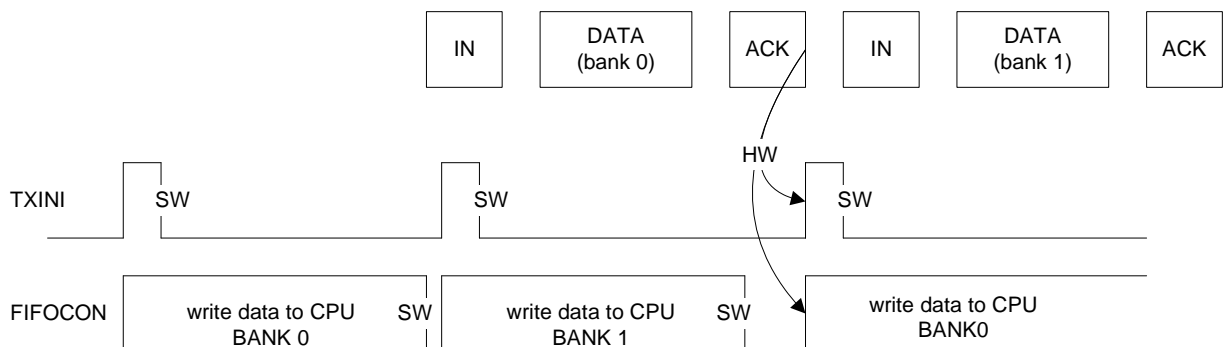 IN
DATA
(bank 0)
ACK
IN
DATA
(bank 1)
ACK
HW
TXINI
SW
SW
SW
FIFOCON
write data to CPU
BANK 0
SW
write data to CPU
BANK 1
SW
write data to CPU
BANK0